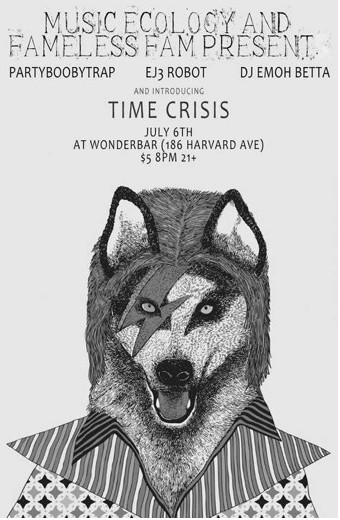 MUSIC ECOLOGY AND
FAMELESS FAM PRESENT
PARTYBOOBYTRAP EJ3 ROBOT DJ EMOH BETTA
AND INTRODUCING
TIME CRISIS
JULY 6TH
AT WONDERBAR (186 HARVARD AVE)
$5 8PM 21+